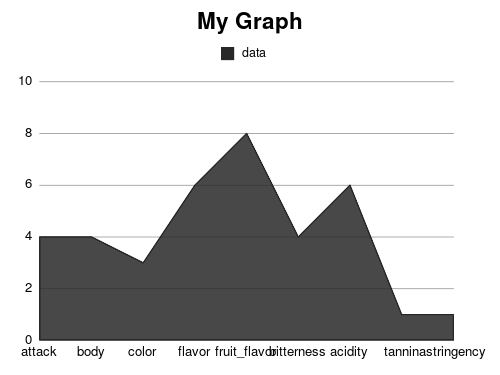 My Graph
data
10
8
6
4
2
0
attack body color flavor fruit_flavor bitterness acidity tannin astringency